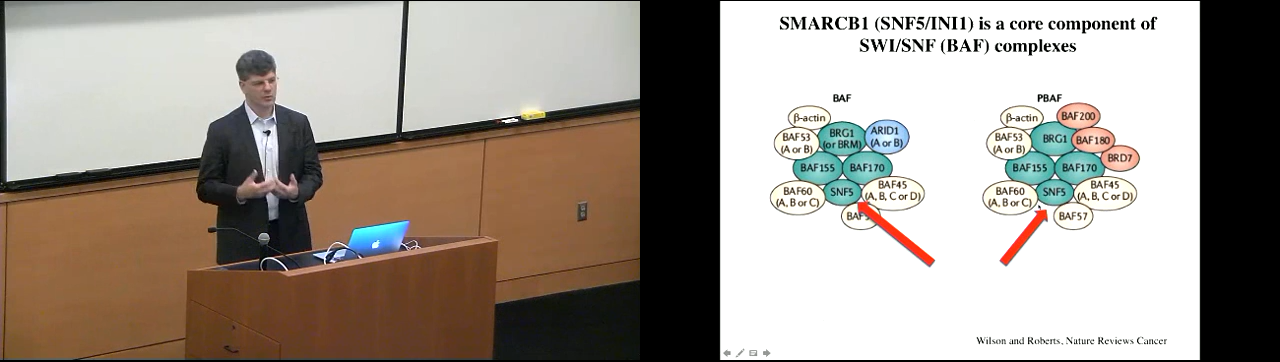 SMARCB1 (SNF5/INI1) is a core component of
SWI/SNF (BAF) complexes
BAF
β-actin
BAF53
(A or B)
BRG1
(or BRM)
ARID1
(A or B)
BAF155
BAF170
BAF60
(A, B or C)
SNF5
BAF45
(A, B, C or D)
PBAF
β-actin
BAF200
BAF53
(A or B)
BRG1
BAF180
BRD7
BAF155
BAF170
BAF60
(A, B or C)
SNF5
BAF45
(A, B, C or D)
BAF57
Wilson and Roberts, Nature Reviews Cancer